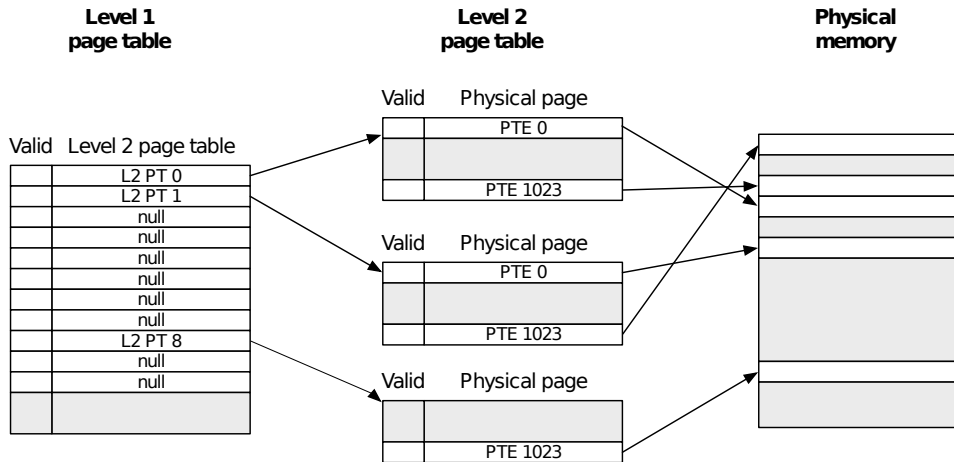 Level 1
page table
Level 2
page table
Physical
memory
Valid Level 2 page table
L2 PT 0
L2 PT 1
null
null
null
null
null
null
L2 PT 8
null
null
Valid Physical page
PTE 0
PTE 1023
Valid Physical page
PTE 0
PTE 1023
Valid Physical page
PTE 1023